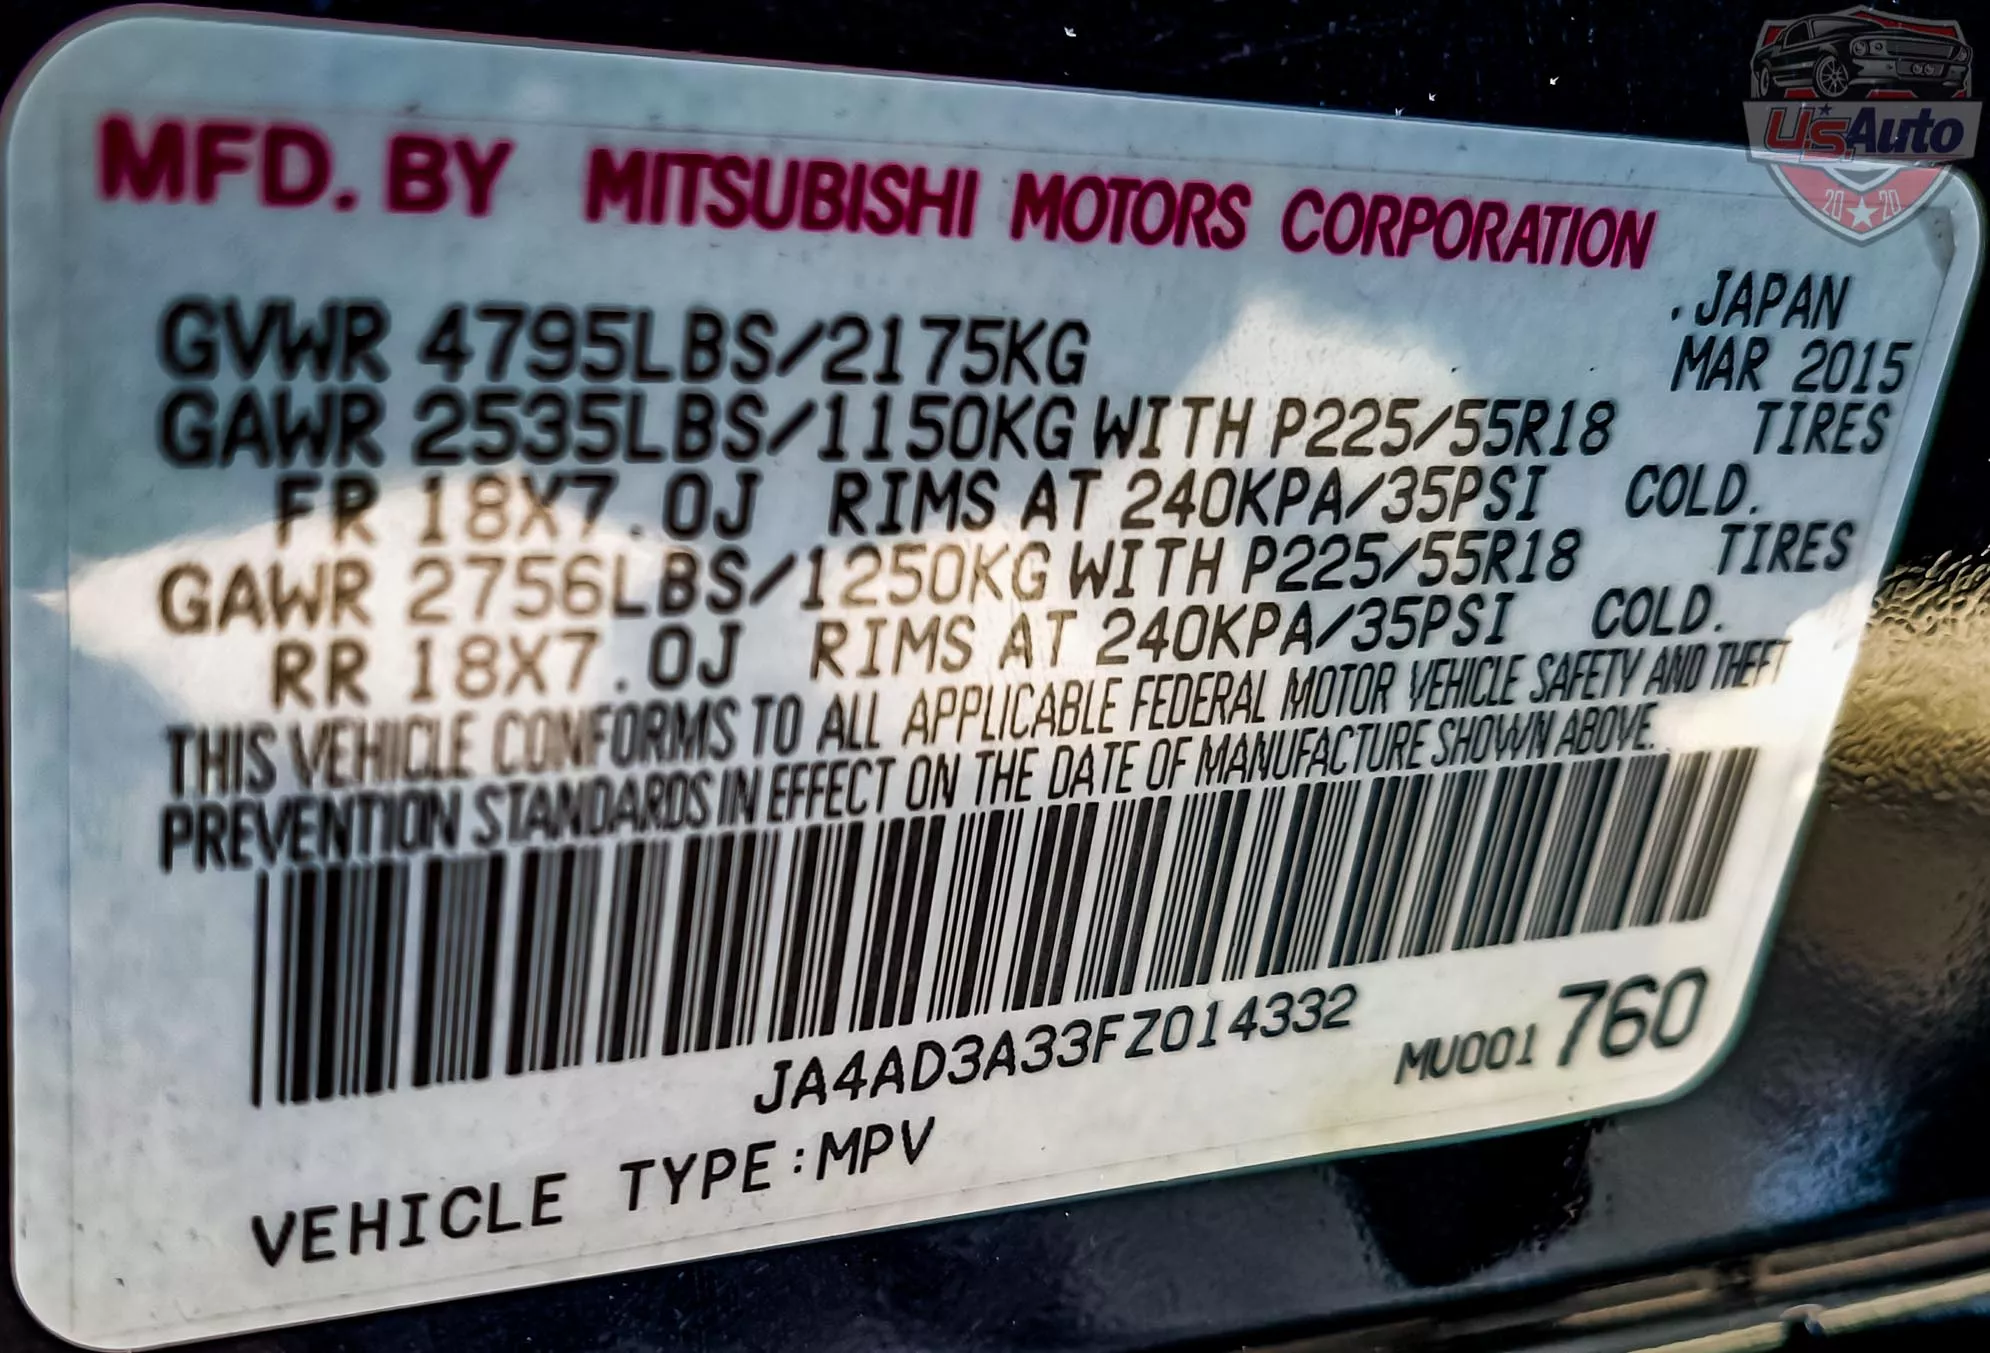 U.S. Auto
20 20
MFD. BY MITSUBISHI MOTORS CORPORATION
.JAPAN
GVWR 4795LBS/2175KG MAR 2015
GAWR 2535LBS/1150KG WITH P225/55R18 TIRES
FR 18X7.0J RIMS AT 240KPA/35PSI COLD.
GAWR 2756LBS/1250KG WITH P225/55R18 TIRES
RR 18X7.0J RIMS AT 240KPA/35PSI COLD.
THIS VEHICLE CONFORMS TO ALL APPLICABLE FEDERAL MOTOR VEHICLE SAFETY AND THEFT
PREVENTION STANDARDS IN EFFECT ON THE DATE OF MANUFACTURE SHOWN ABOVE.
JA4AD3A33FZ014332
MU001760
VEHICLE TYPE:MPV